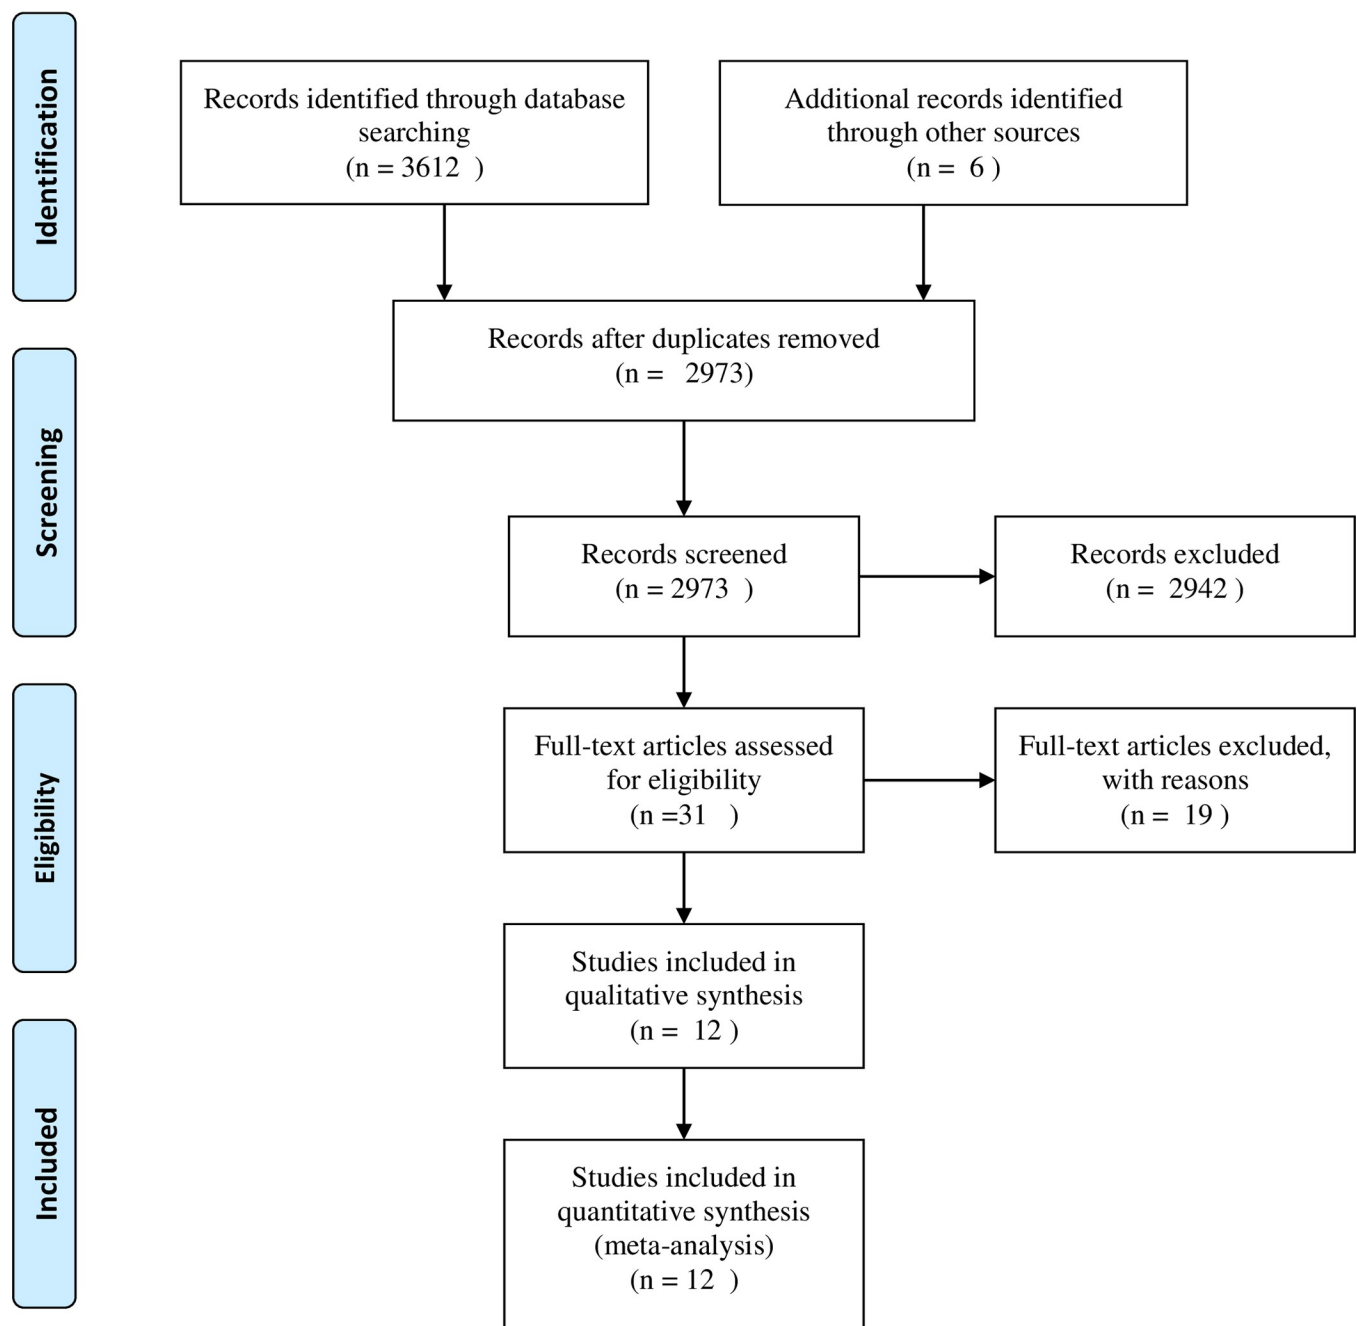 Identification
Records identified through database
searching
(n = 3612  )
Additional records identified
through other sources
(n =  6 )
Records after duplicates removed
(n =   2973)
Screening
Records screened
(n = 2973  )
Records excluded
(n =  2942 )
Eligibility
Full-text articles assessed
for eligibility
(n =31   )
Full-text articles excluded,
with reasons
(n =  19 )
Studies included in
qualitative synthesis
(n =  12 )
Included
Studies included in
quantitative synthesis
(meta-analysis)
(n = 12  )